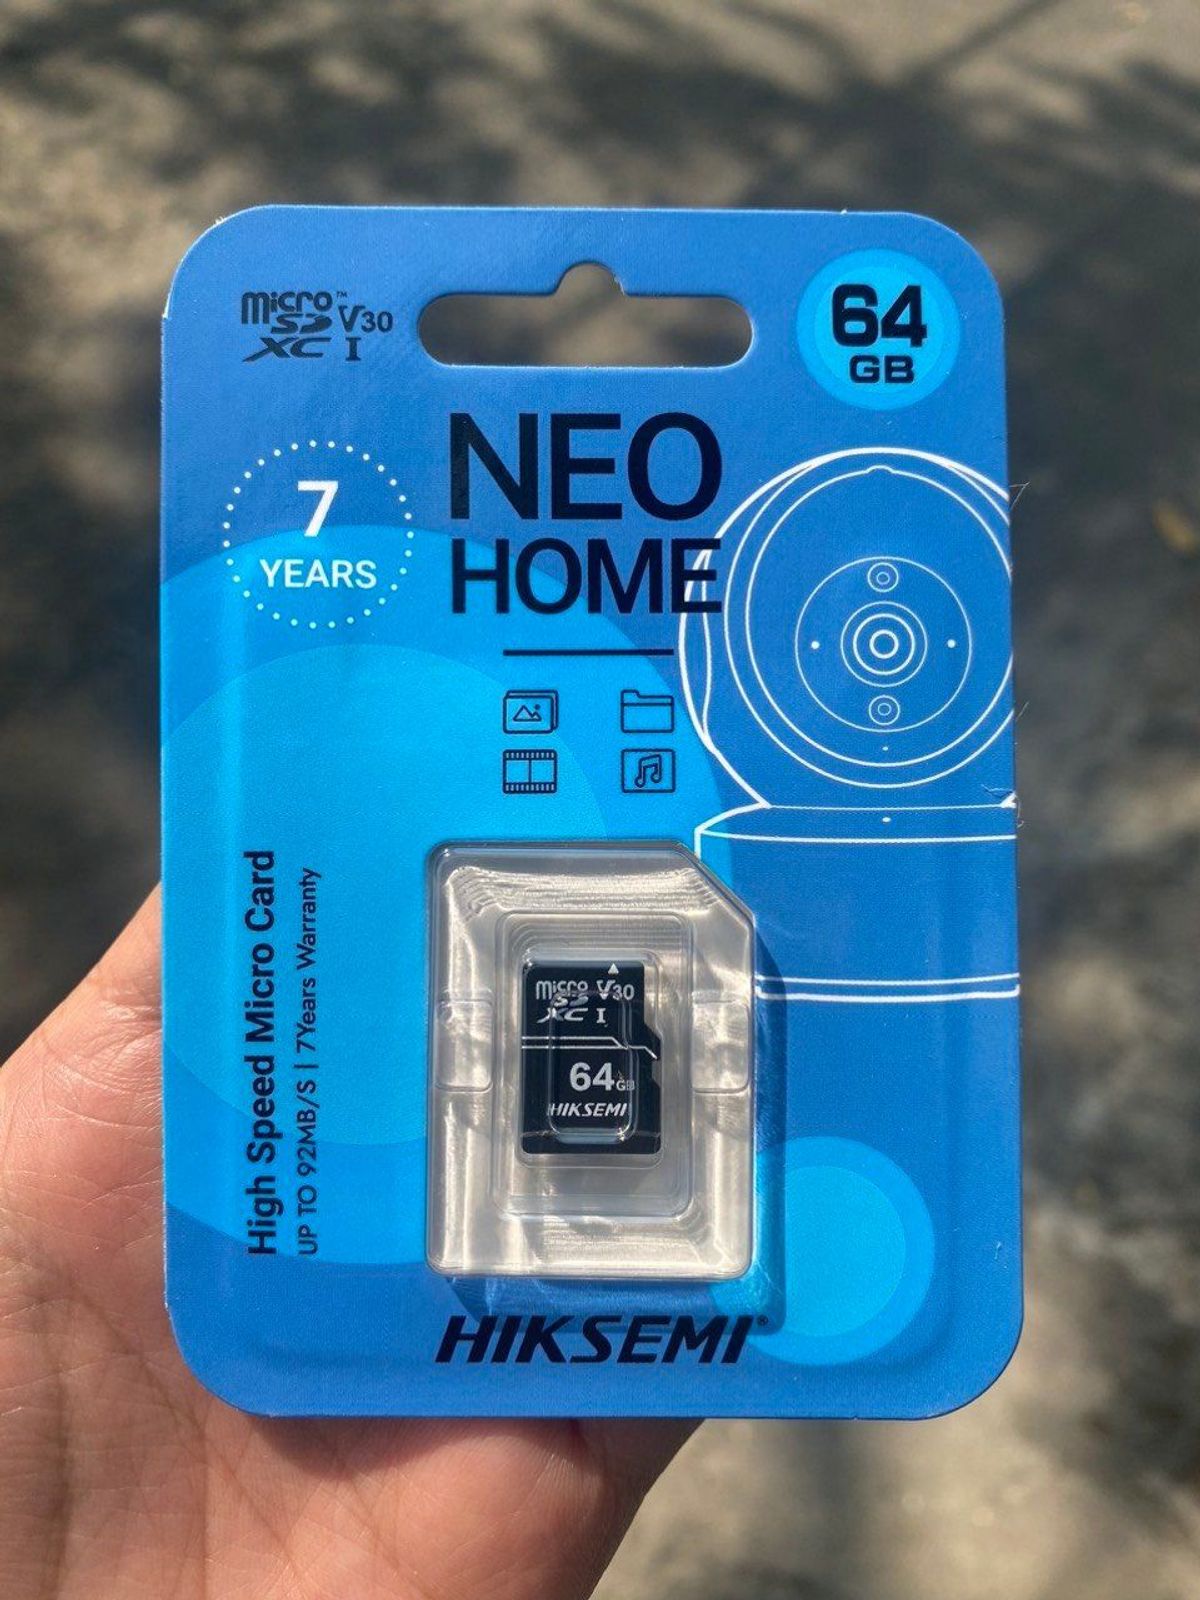 micro™
SD V30
XC I
64
GB
NEO
HOME
7
YEARS
High Speed Micro Card
UP TO 92MB/S | 7Years Warranty
micro V30
SD
XC I
64GB
HIKSEMI
HIKSEMI®